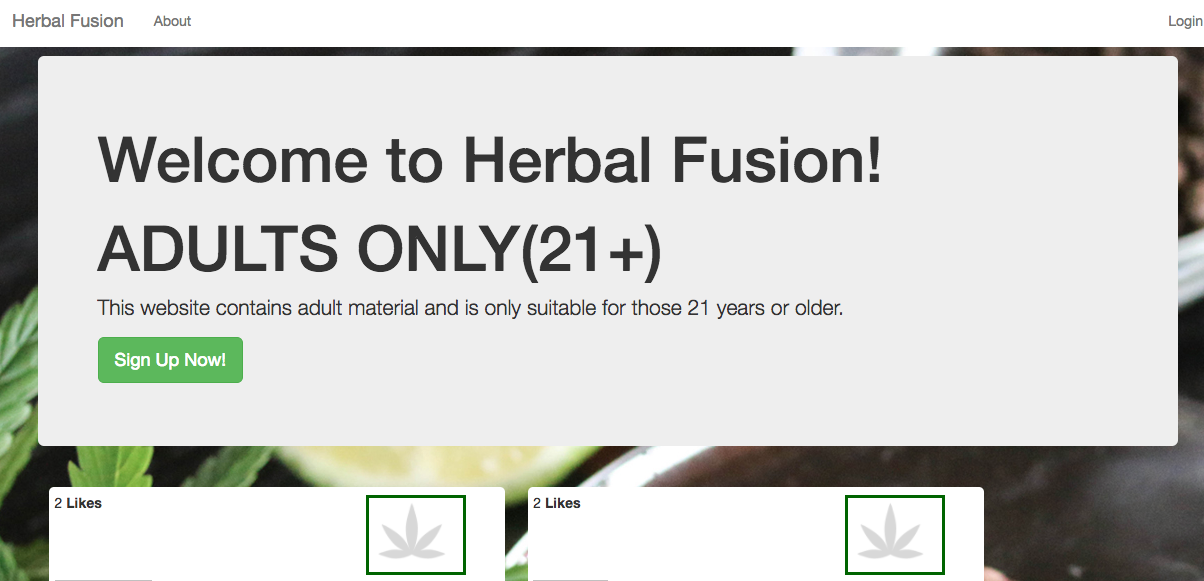 Herbal Fusion About Login
Welcome to Herbal Fusion!
ADULTS ONLY(21+)
This website contains adult material and is only suitable for those 21 years or older.
Sign Up Now!
2 Likes
2 Likes